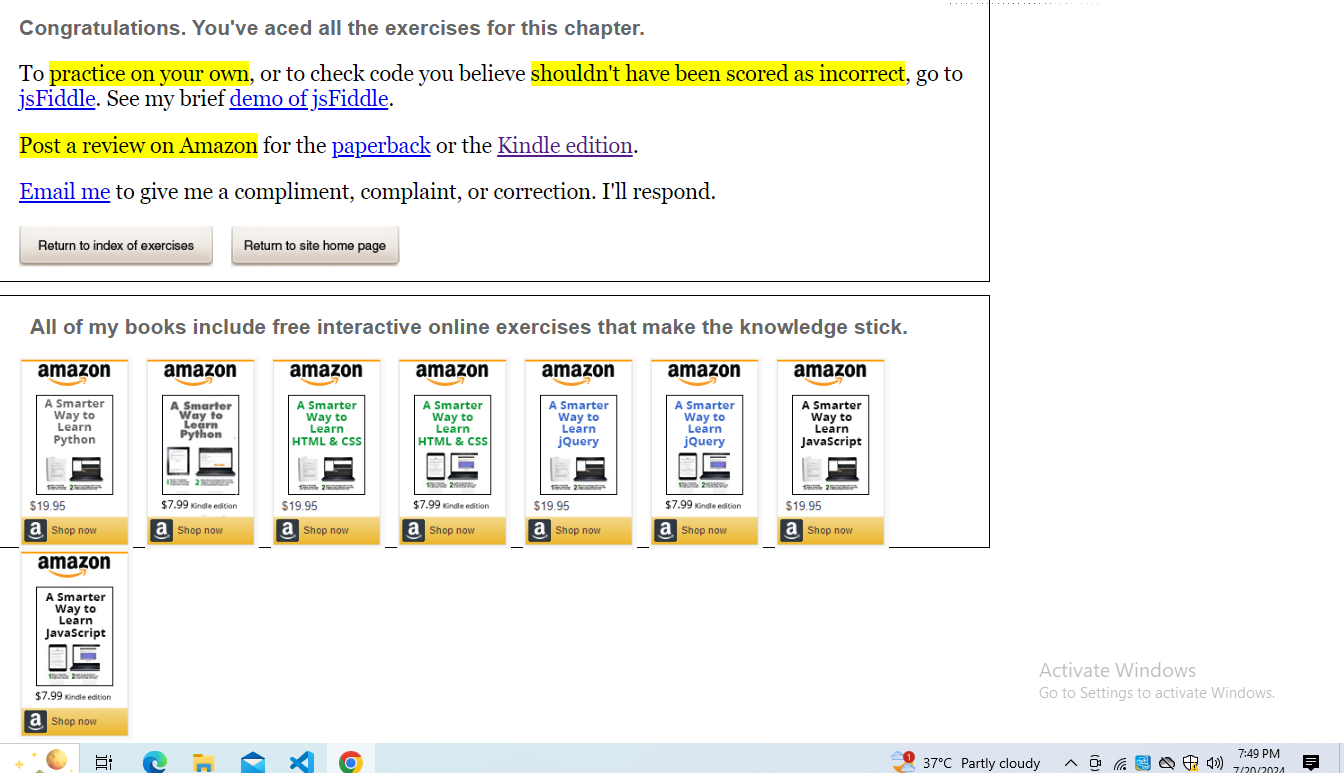 Congratulations. You've aced all the exercises for this chapter.
To practice on your own, or to check code you believe shouldn't have been scored as incorrect, go to
jsFiddle. See my brief demo of jsFiddle.
Post a review on Amazon for the paperback or the Kindle edition.
Email me to give me a compliment, complaint, or correction. I'll respond.
Return to index of exercises Return to site home page
All of my books include free interactive online exercises that make the knowledge stick.
amazon amazon amazon amazon amazon amazon amazon
A Smarter A Smarter A Smarter A Smarter A Smarter A Smarter A Smarter
Way to Way to Way to Way to Way to Way to Way to
Learn Learn Learn Learn Learn Learn Learn
Python Python HTML & CSS HTML & CSS jQuery jQuery JavaScript
$19.95 $7.99 Kindle edition $19.95 $7.99 Kindle edition $19.95 $7.99 Kindle edition $19.95
a Shop now a Shop now a Shop now a Shop now a Shop now a Shop now a Shop now
amazon
A Smarter
Way to
Learn
JavaScript
$7.99 Kindle edition
a Shop now
Activate Windows
Go to Settings to activate Windows.
1 37°C Partly cloudy 7:49 PM
7/20/2024